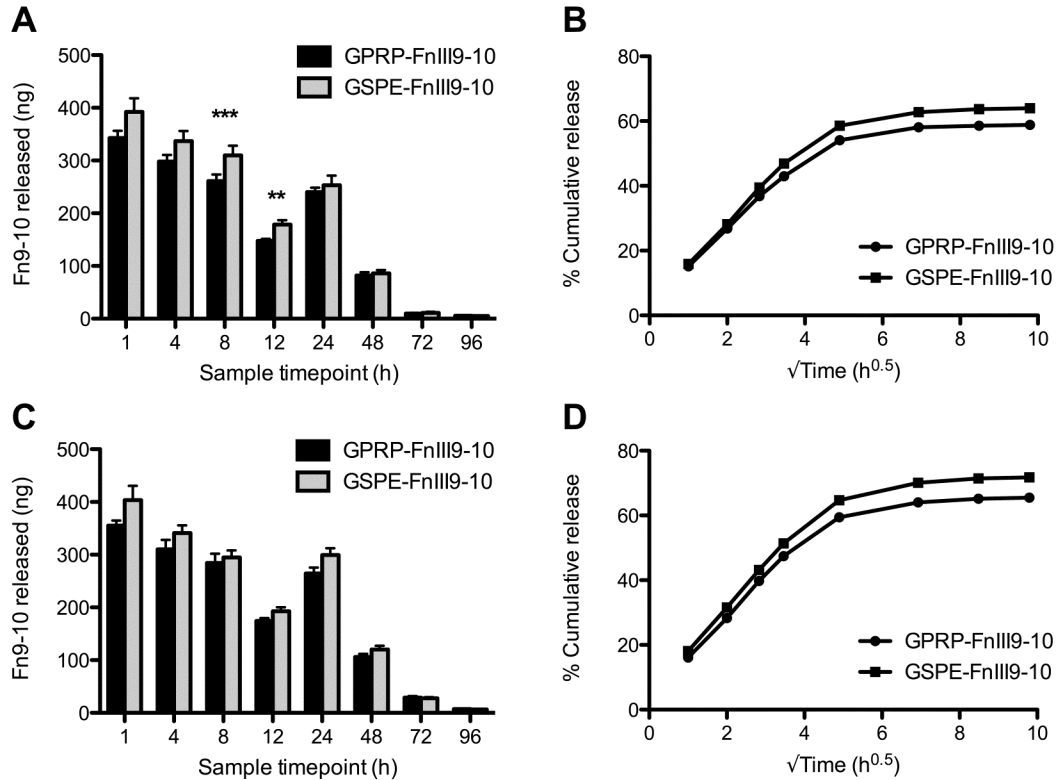 A
Fn9-10 released (ng)
500
400
300
200
100
0
GPRP-FnIII9-10
GSPE-FnIII9-10
***
**
1 4 8 12 24 48 72 96
Sample timepoint (h)
B
% Cumulative release
80
60
40
20
0
GPRP-FnIII9-10
GSPE-FnIII9-10
0 2 4 6 8 10
√Time (h^0.5)
C
Fn9-10 released (ng)
500
400
300
200
100
0
GPRP-FnIII9-10
GSPE-FnIII9-10
1 4 8 12 24 48 72 96
Sample timepoint (h)
D
% Cumulative release
80
60
40
20
0
GPRP-FnIII9-10
GSPE-FnIII9-10
0 2 4 6 8 10
√Time (h^0.5)